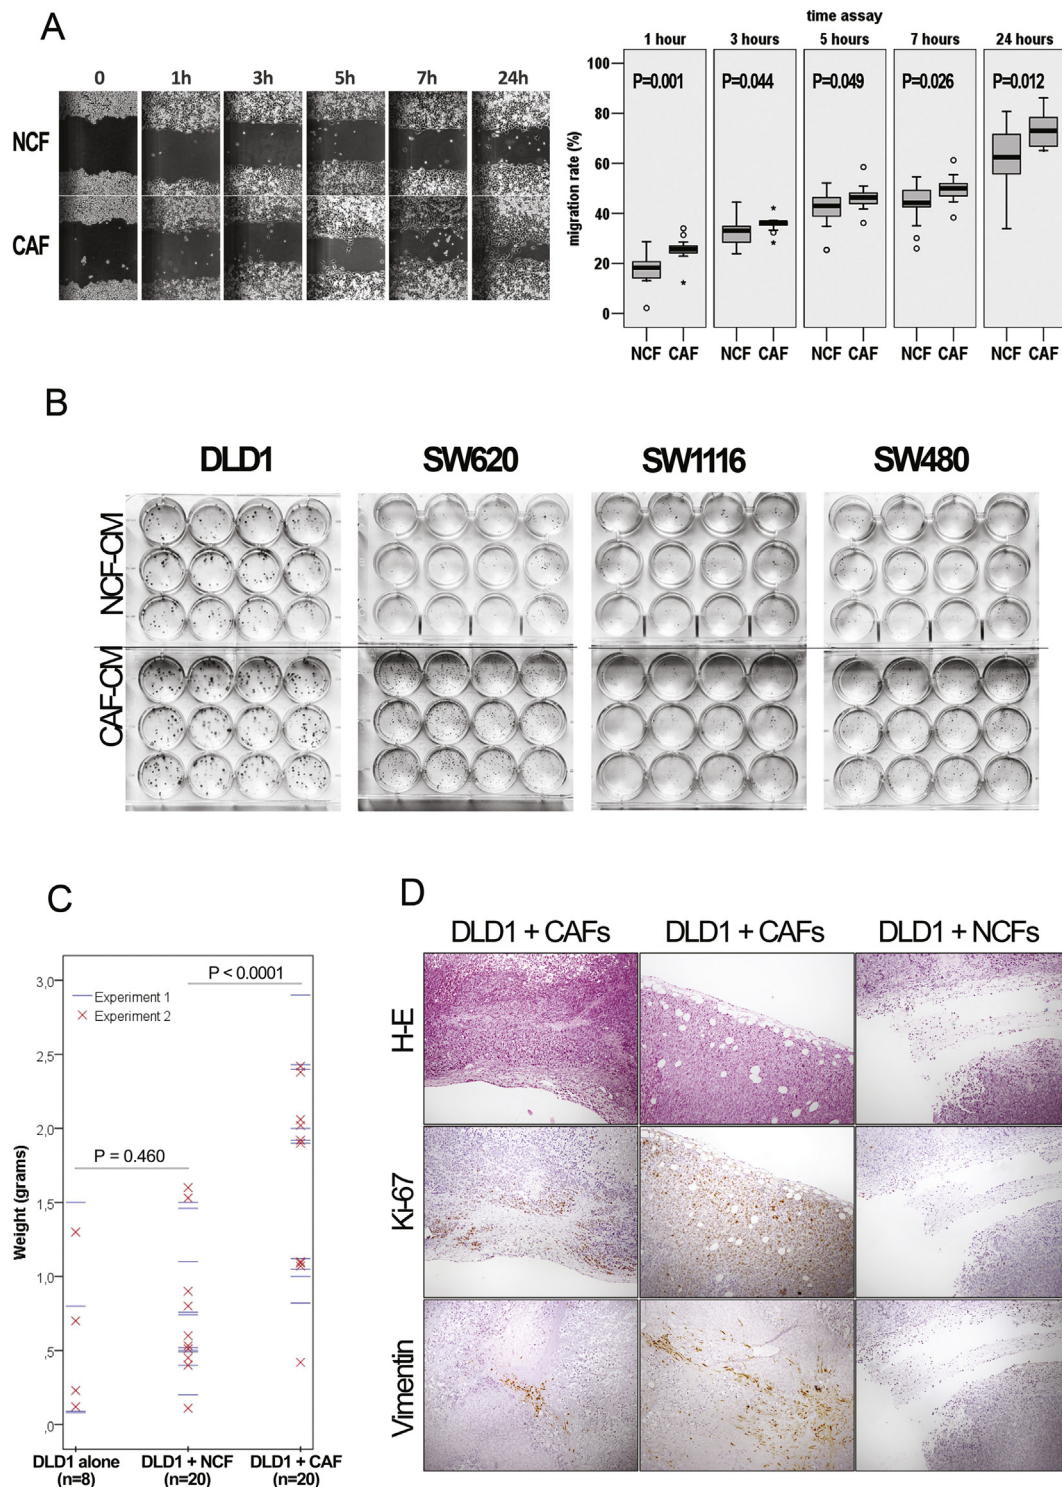 A
0 1h 3h 5h 7h 24h
NCF
CAF
time assay
1 hour 3 hours 5 hours 7 hours 24 hours
P=0.001 P=0.044 P=0.049 P=0.026 P=0.012
migration rate (%)
100
80
60
40
20
0
NCF CAF NCF CAF NCF CAF NCF CAF NCF CAF
B
DLD1 SW620 SW1116 SW480
NCF-CM
CAF-CM
C
P < 0.0001
Experiment 1
Experiment 2
P = 0.460
Weight (grams)
3,0
2,5
2,0
1,5
1,0
,5
,0
DLD1 alone DLD1 + NCF DLD1 + CAF
(n=8) (n=20) (n=20)
D
DLD1 + CAFs DLD1 + CAFs DLD1 + NCFs
H-E
Ki-67
Vimentin